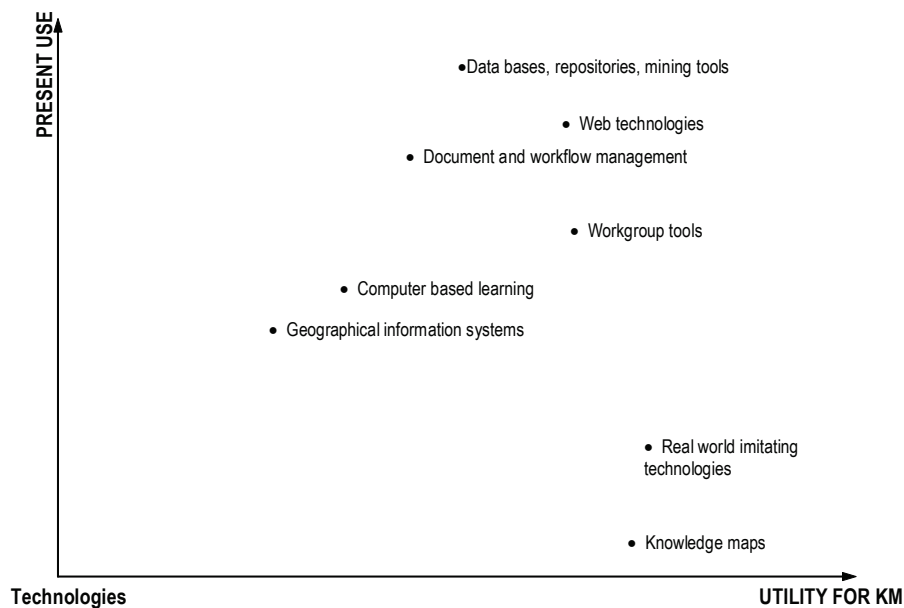 PRESENT USE
•Data bases, repositories, mining tools
• Web technologies
• Document and workflow management
• Workgroup tools
• Computer based learning
• Geographical information systems
• Real world imitating
technologies
• Knowledge maps
Technologies
UTILITY FOR KM